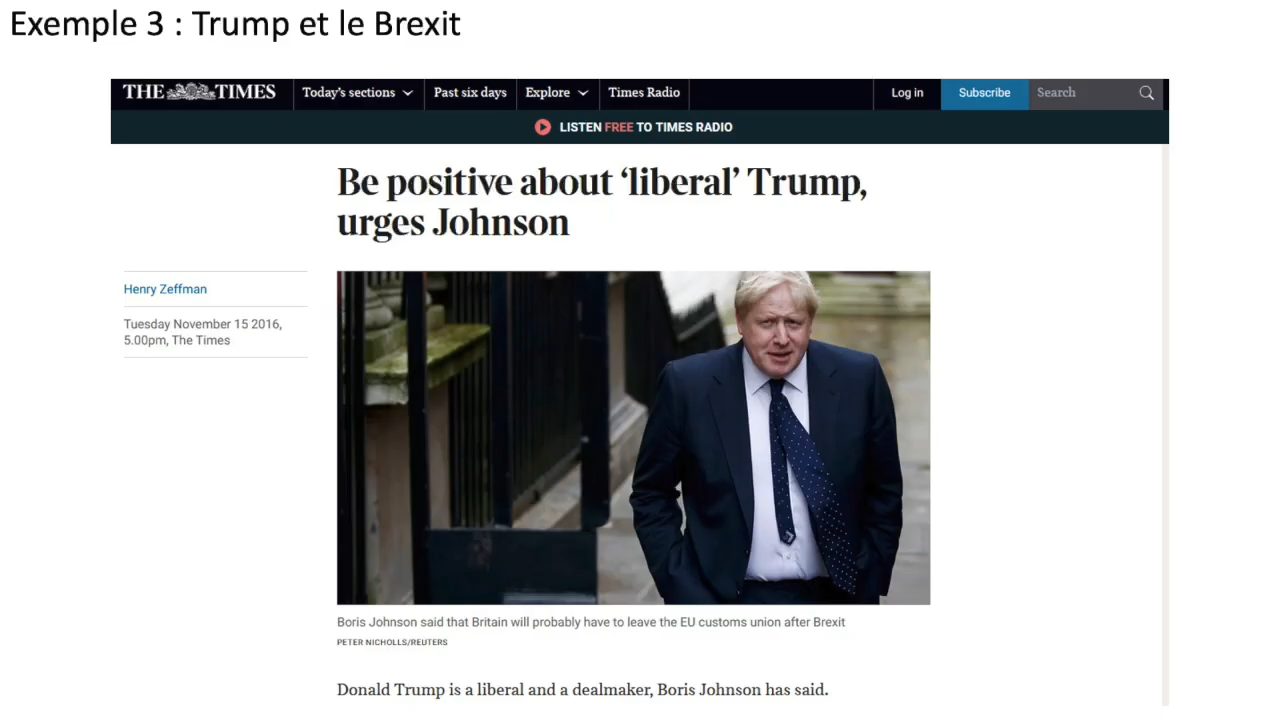 Exemple 3 : Trump et le Brexit
THE TIMES
Today's sections
Past six days
Explore
Times Radio
Log in
Subscribe
Search
LISTEN FREE TO TIMES RADIO
Be positive about ‘liberal’ Trump,
urges Johnson
Henry Zeffman
Tuesday November 15 2016,
5.00pm, The Times
Boris Johnson said that Britain will probably have to leave the EU customs union after Brexit
PETER NICHOLLS/REUTERS
Donald Trump is a liberal and a dealmaker, Boris Johnson has said.